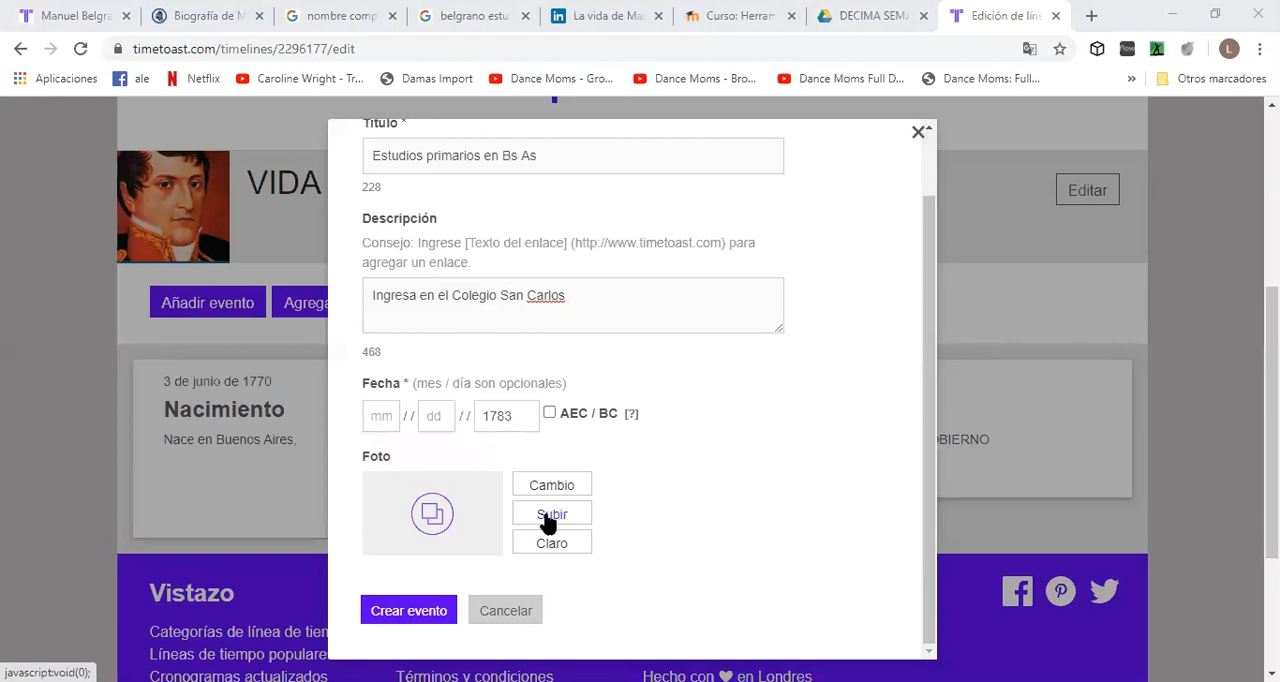 Manuel Belgra
Biografía de M
nombre comp
belgrano estu
La vida de Ma
Curso: Herram
DECIMA SEMA
Edición de lín
timetoast.com/timelines/2296177/edit
Aplicaciones
ale
Netflix
Caroline Wright - Tr...
Damas Import
Dance Moms - Gro...
Dance Moms - Bro...
Dance Moms Full D...
Dance Moms: Full...
Otros marcadores
VIDA
Editar
Añadir evento
Agrega
3 de junio de 1770
Nacimiento
Nace en Buenos Aires,
OBIERNO
Título *
Estudios primarios en Bs As
228
Descripción
Consejo: Ingrese [Texto del enlace] (http://www.timetoast.com) para
agregar un enlace.
Ingresa en el Colegio San Carlos
468
Fecha * (mes / día son opcionales)
mm // dd // 1783 AEC / BC [?]
Foto
Cambio
Subir
Claro
Crear evento
Cancelar
Vistazo
Categorías de línea de tien
Líneas de tiempo populare
Cronogramas actualizados
Términos y condiciones
Hecho con ♥ en Londres
javascript:void(0);